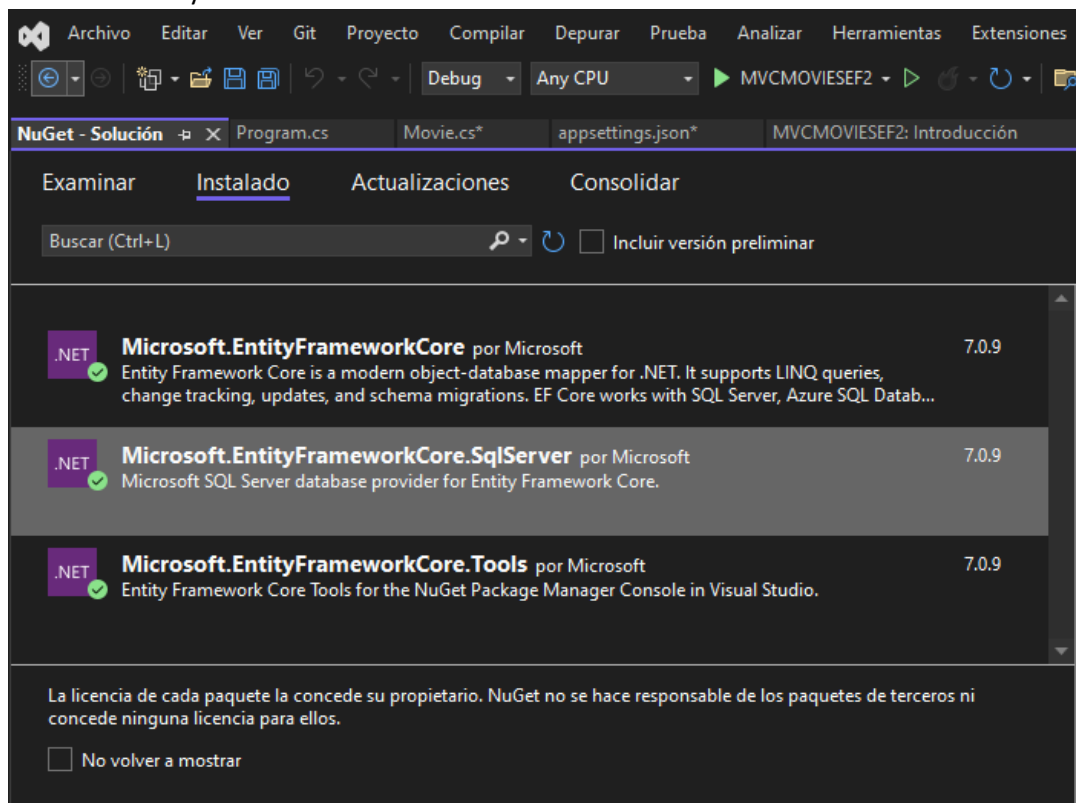 Archivo Editar Ver Git Proyecto Compilar Depurar Prueba Analizar Herramientas Extensiones
Debug Any CPU MVCMOVIESEF2
NuGet - Solución Program.cs Movie.cs* appsettings.json* MVCMOVIESEF2: Introducción
Examinar Instalado Actualizaciones Consolidar
Buscar (Ctrl+L) Incluir versión preliminar
.NET Microsoft.EntityFrameworkCore por Microsoft 7.0.9
Entity Framework Core is a modern object-database mapper for .NET. It supports LINQ queries,
change tracking, updates, and schema migrations. EF Core works with SQL Server, Azure SQL Datab...
.NET Microsoft.EntityFrameworkCore.SqlServer por Microsoft 7.0.9
Microsoft SQL Server database provider for Entity Framework Core.
.NET Microsoft.EntityFrameworkCore.Tools por Microsoft 7.0.9
Entity Framework Core Tools for the NuGet Package Manager Console in Visual Studio.
La licencia de cada paquete la concede su propietario. NuGet no se hace responsable de los paquetes de terceros ni
concede ninguna licencia para ellos.
No volver a mostrar